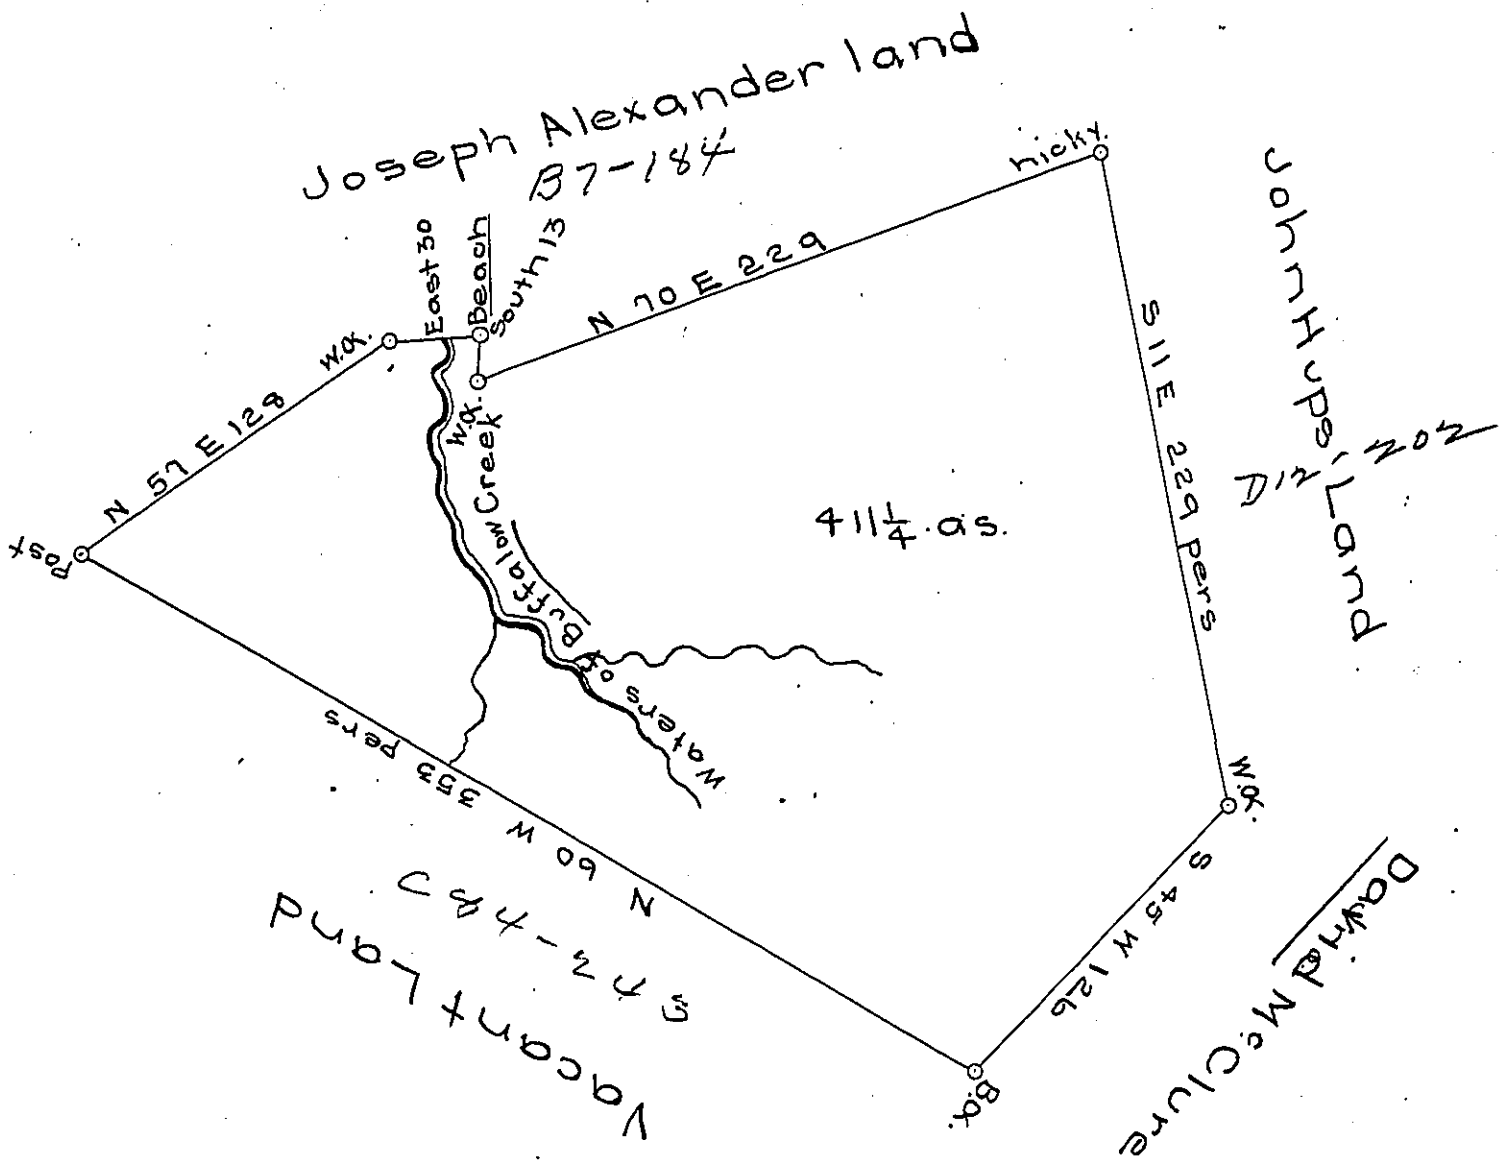 Joseph Alexander land
B7-184
East 30
Beach
South 13
hicky.
N 70 E 229
W.O.
N 57 E 128
Post
W.O.
Waters of Buffalow Creek
411¼ as.
S 11 E 229 pers
John Hups, Land
D12-202
W.O.
S 45 W 126
David McClure
B.O.
N 60 W 353 pers
C84-243
Vacant Land